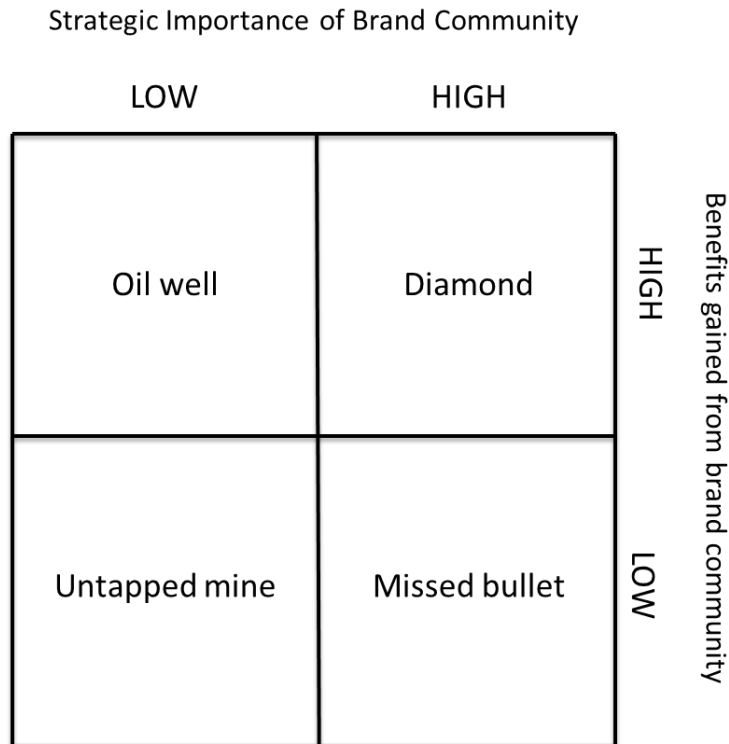 Strategic Importance of Brand Community
LOW HIGH
Oil well Diamond
HIGH
Untapped mine Missed bullet
LOW
Benefits gained from brand community